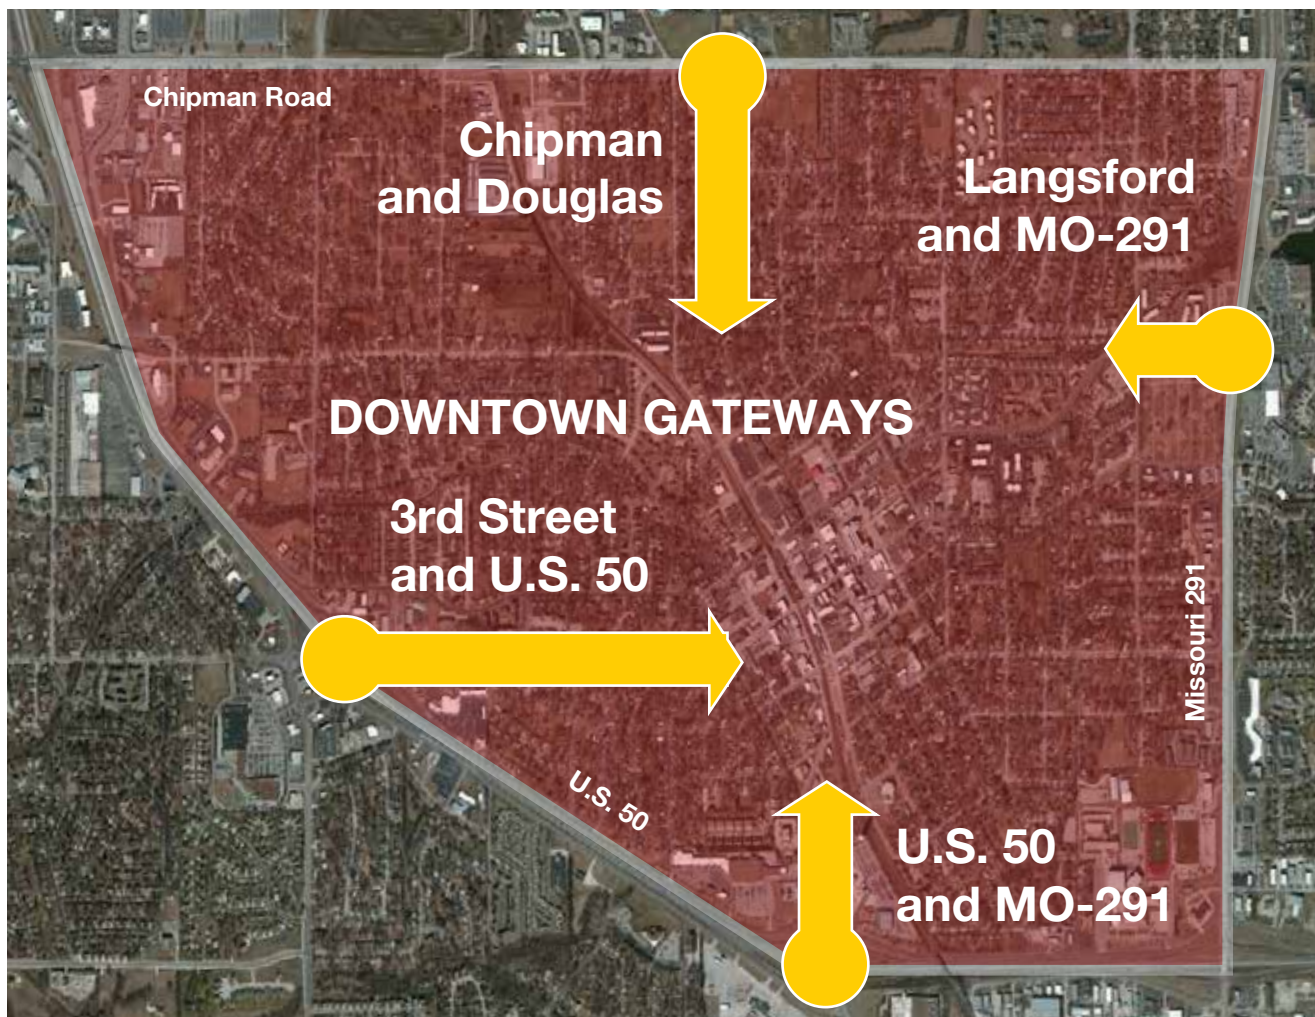 Chipman Road
Chipman
and Douglas
Langsford
and MO-291
DOWNTOWN GATEWAYS
3rd Street
and U.S. 50
Missouri 291
U.S. 50
U.S. 50
and MO-291